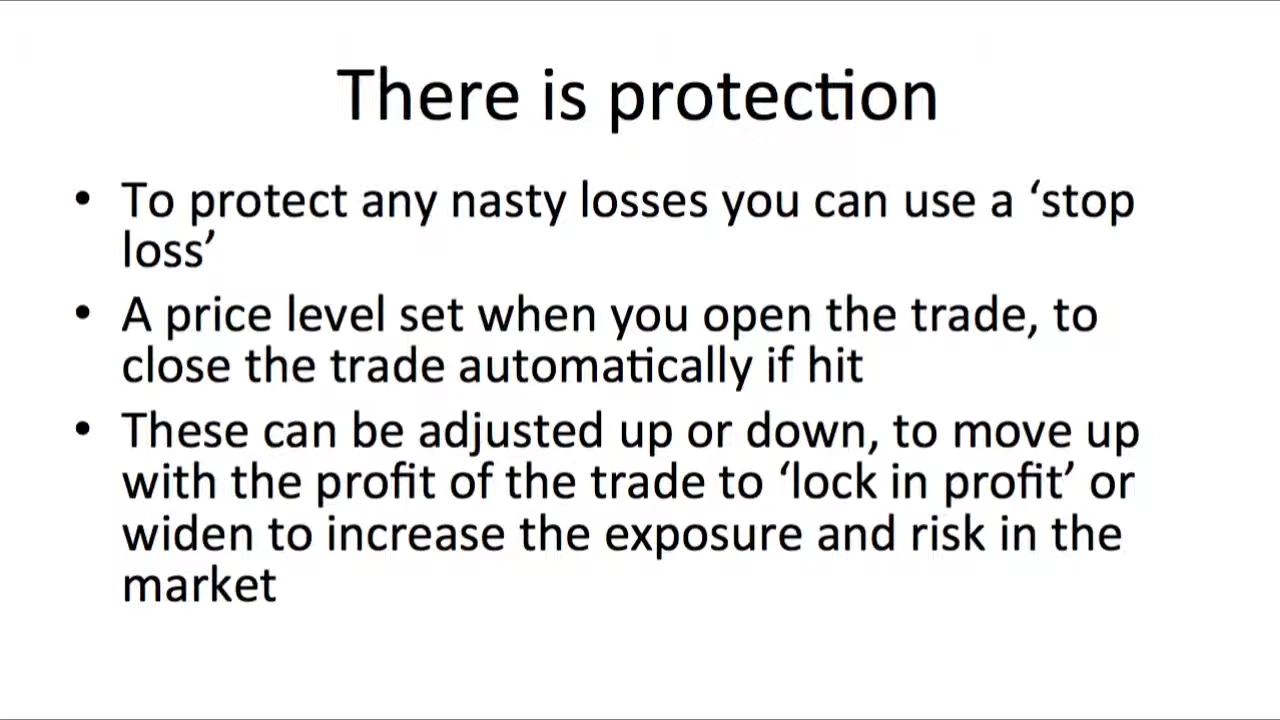 There is protection
• To protect any nasty losses you can use a ‘stop
loss’
• A price level set when you open the trade, to
close the trade automatically if hit
• These can be adjusted up or down, to move up
with the profit of the trade to ‘lock in profit’ or
widen to increase the exposure and risk in the
market